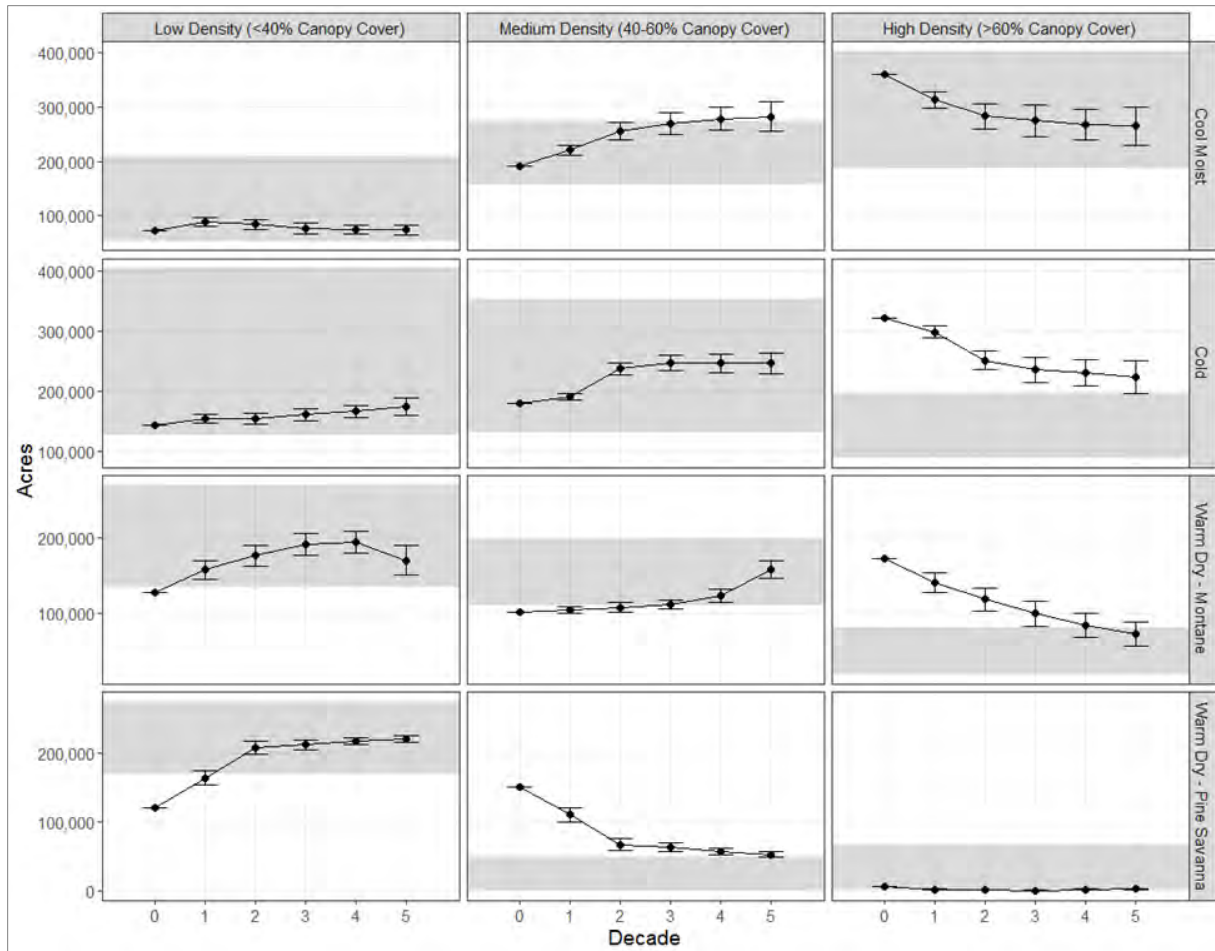 Low Density (<40% Canopy Cover)
Medium Density (40-60% Canopy Cover)
High Density (>60% Canopy Cover)
400,000
300,000
200,000
100,000
Cool Moist
400,000
300,000
200,000
100,000
Cold
200,000
100,000
Warm Dry - Montane
200,000
100,000
0
Warm Dry - Pine Savanna
Acres
0 1 2 3 4 5
0 1 2 3 4 5
0 1 2 3 4 5
Decade